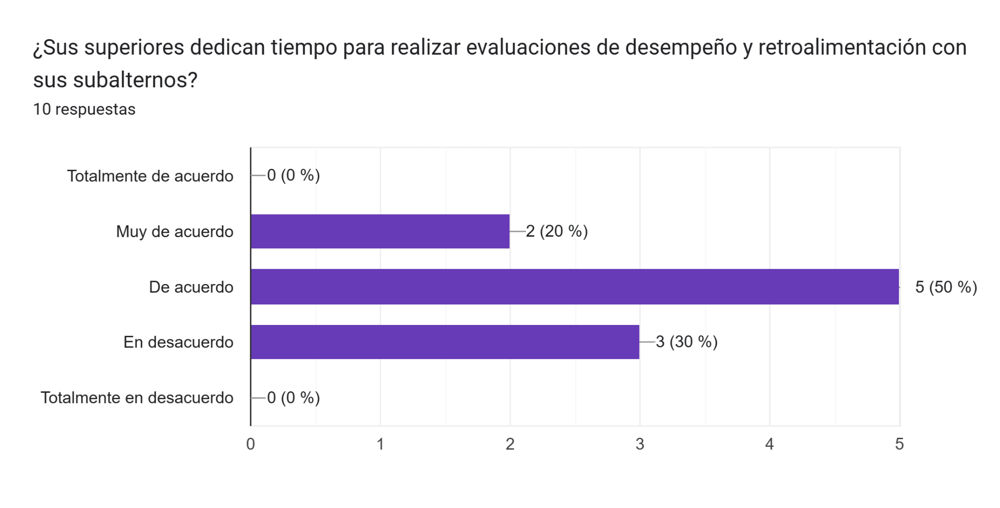 ¿Sus superiores dedican tiempo para realizar evaluaciones de desempeño y retroalimentación con
sus subalternos?
10 respuestas
Totalmente de acuerdo
0 (0 %)
Muy de acuerdo
2 (20 %)
De acuerdo
5 (50 %)
En desacuerdo
3 (30 %)
Totalmente en desacuerdo
0 (0 %)
0 1 2 3 4 5